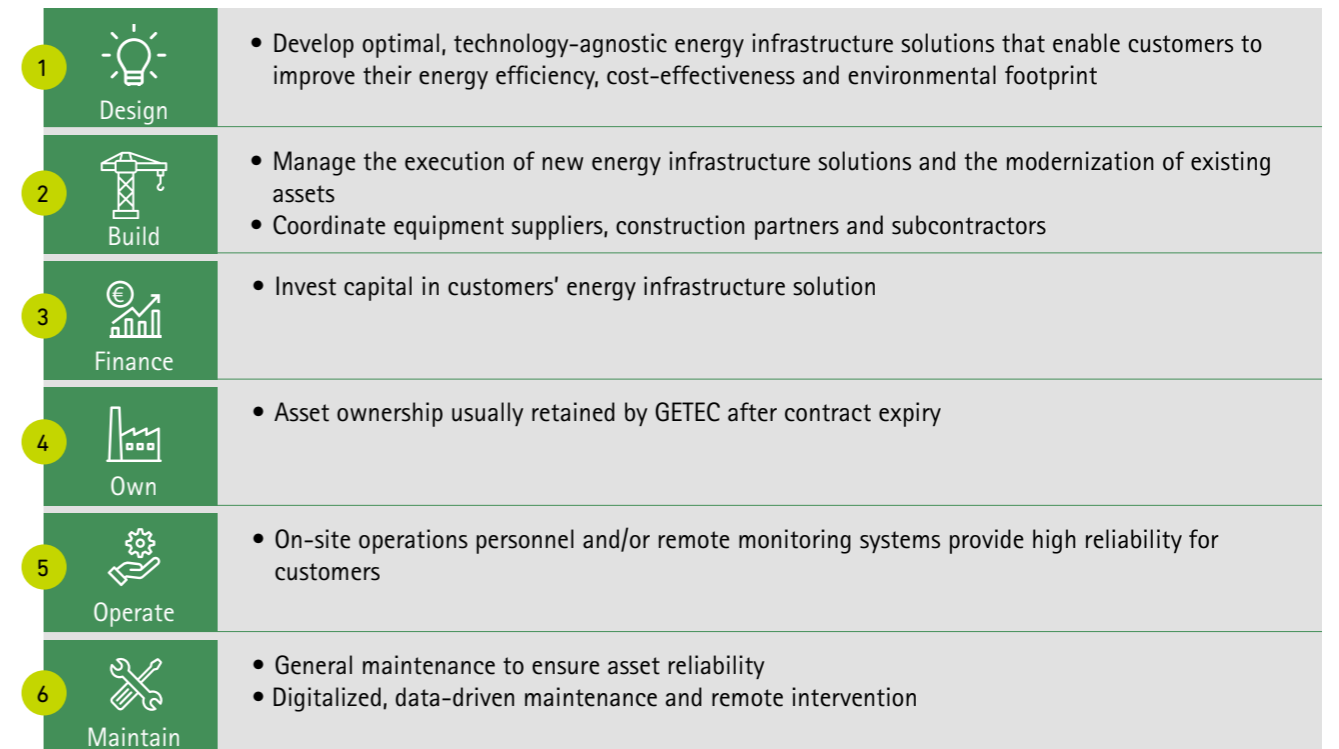 1
Design
• Develop optimal, technology-agnostic energy infrastructure solutions that enable customers to
improve their energy efficiency, cost-effectiveness and environmental footprint
2
Build
• Manage the execution of new energy infrastructure solutions and the modernization of existing
assets
• Coordinate equipment suppliers, construction partners and subcontractors
3
€
Finance
• Invest capital in customers’ energy infrastructure solution
4
Own
• Asset ownership usually retained by GETEC after contract expiry
5
Operate
• On-site operations personnel and/or remote monitoring systems provide high reliability for
customers
6
Maintain
• General maintenance to ensure asset reliability
• Digitalized, data-driven maintenance and remote intervention